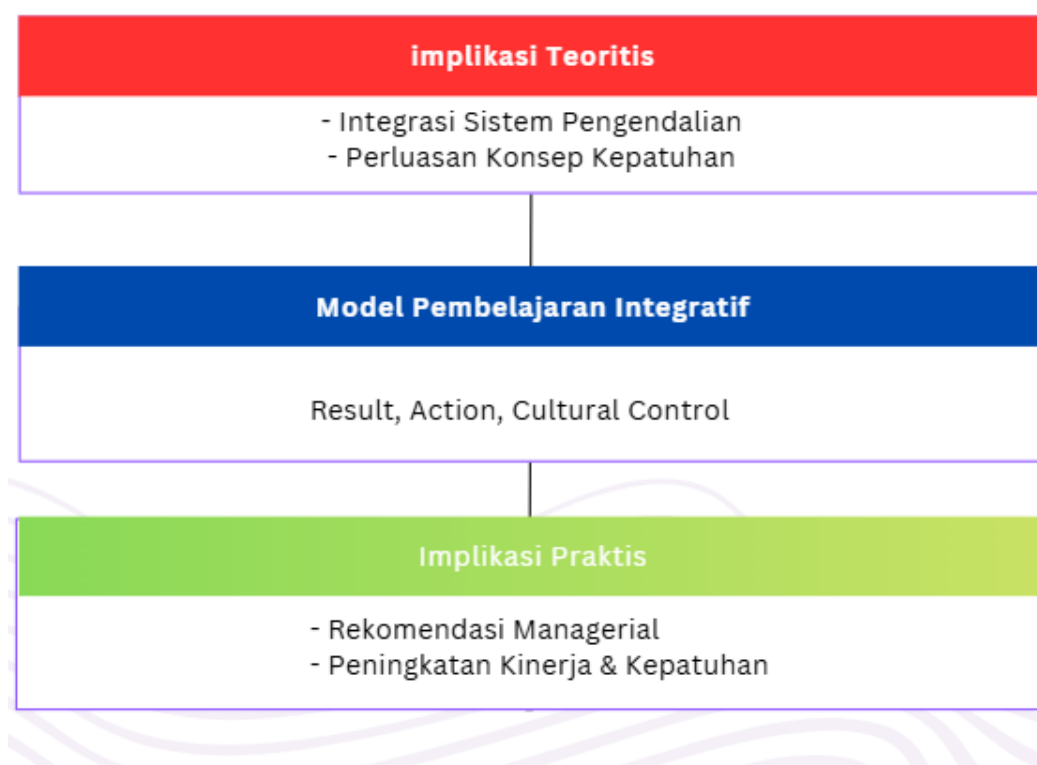 implikasi Teoritis
- Integrasi Sistem Pengendalian
- Perluasan Konsep Kepatuhan
Model Pembelajaran Integratif
Result, Action, Cultural Control
Implikasi Praktis
- Rekomendasi Managerial
- Peningkatan Kinerja & Kepatuhan